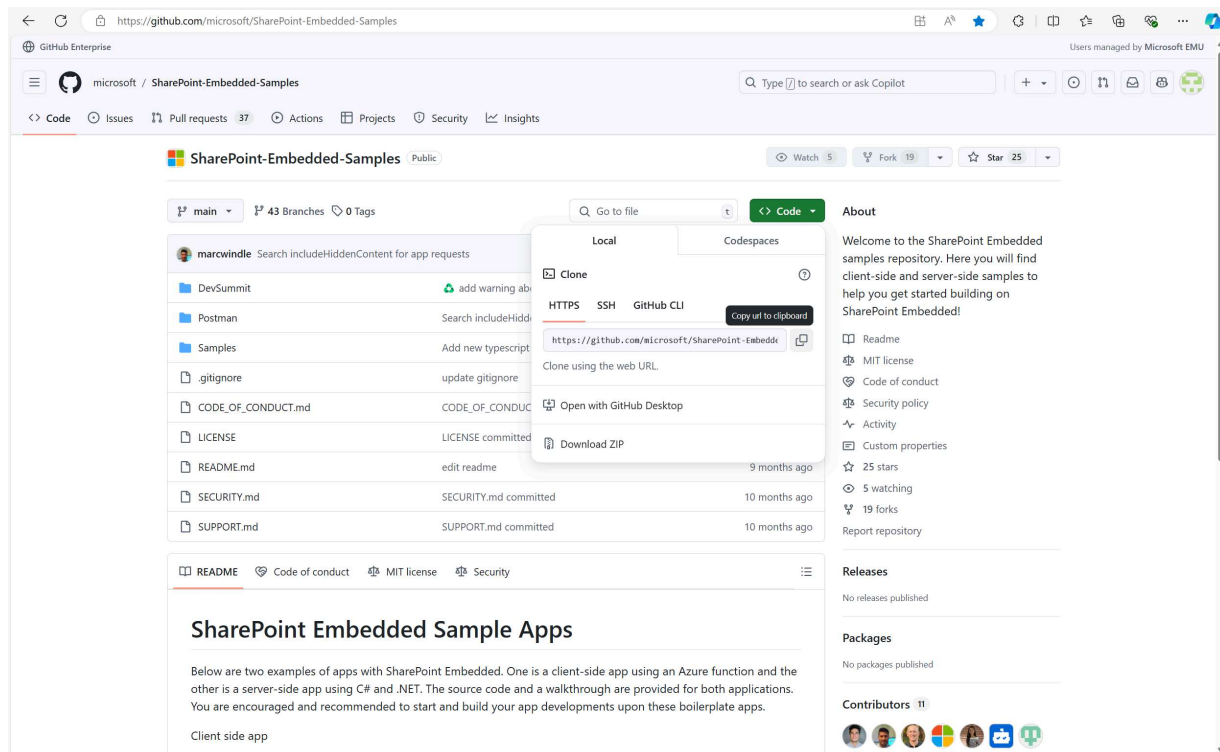 https://github.com/microsoft/SharePoint-Embedded-Samples
GitHub Enterprise
Users managed by Microsoft EMU
microsoft / SharePoint-Embedded-Samples
Type / to search or ask Copilot
Code
Issues
Pull requests 37
Actions
Projects
Security
Insights
SharePoint-Embedded-Samples Public
Watch 5
Fork 19
Star 25
main
43 Branches
0 Tags
Go to file
t
Code
marcwindle Search includeHiddenContent for app requests
DevSummit
add warning abo
Postman
Search includeHidde
Samples
Add new typescript
.gitignore
update gitignore
CODE_OF_CONDUCT.md
CODE_OF_CONDUC
LICENSE
LICENSE committed
README.md
edit readme
9 months ago
SECURITY.md
SECURITY.md committed
10 months ago
SUPPORT.md
SUPPORT.md committed
10 months ago
Local
Codespaces
Clone
HTTPS
SSH
GitHub CLI
Copy url to clipboard
https://github.com/microsoft/SharePoint-Embedde
Clone using the web URL.
Open with GitHub Desktop
Download ZIP
About
Welcome to the SharePoint Embedded
samples repository. Here you will find
client-side and server-side samples to
help you get started building on
SharePoint Embedded!
Readme
MIT license
Code of conduct
Security policy
Activity
Custom properties
25 stars
5 watching
19 forks
Report repository
Releases
No releases published
Packages
No packages published
Contributors 11
README
Code of conduct
MIT license
Security
SharePoint Embedded Sample Apps
Below are two examples of apps with SharePoint Embedded. One is a client-side app using an Azure function and the
other is a server-side app using C# and .NET. The source code and a walkthrough are provided for both applications.
You are encouraged and recommended to start and build your app developments upon these boilerplate apps.
Client side app